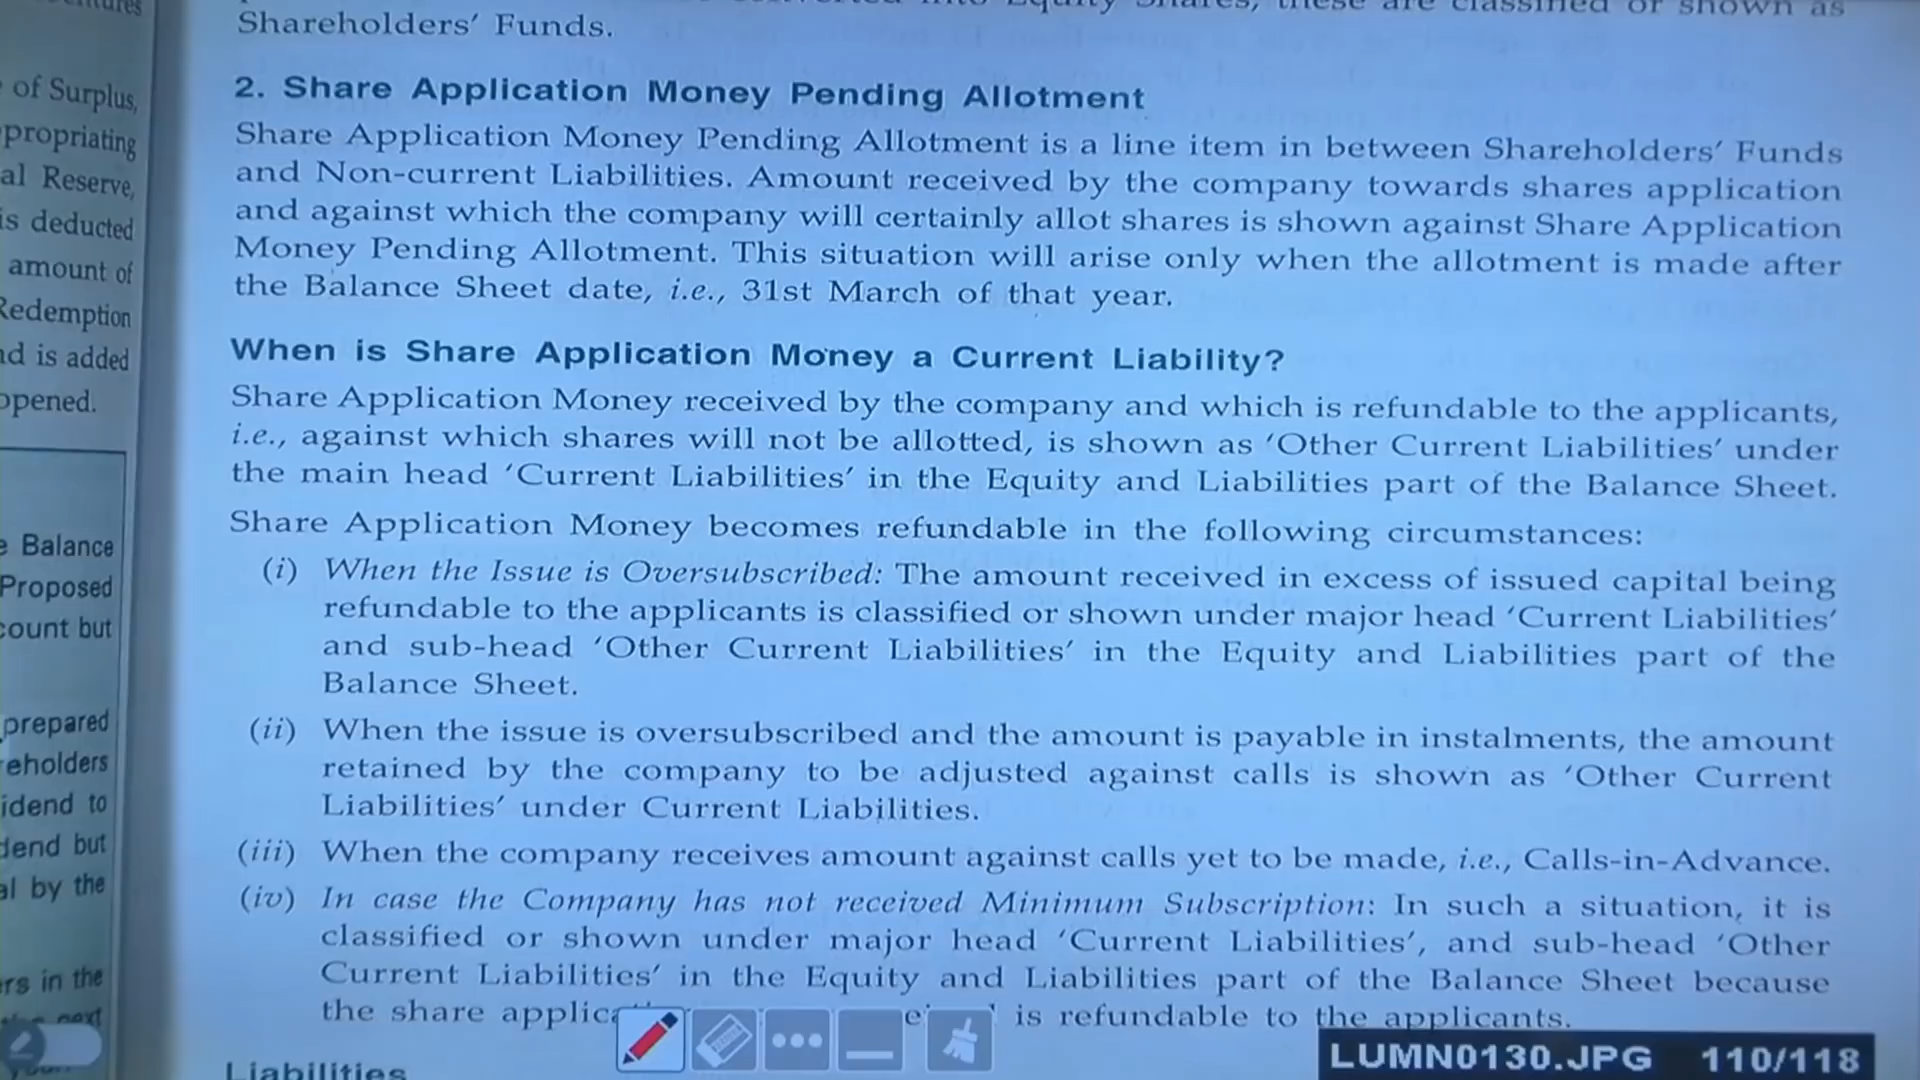 of Surplus,
propriating
al Reserve,
is deducted
amount of
Redemption
nd is added
opened.
e Balance
Proposed
count but
prepared
eholders
idend to
dend but
al by the
rs in the
next
Shareholders' Funds.
2. Share Application Money Pending Allotment
Share Application Money Pending Allotment is a line item in between Shareholders' Funds
and Non-current Liabilities. Amount received by the company towards shares application
and against which the company will certainly allot shares is shown against Share Application
Money Pending Allotment. This situation will arise only when the allotment is made after
the Balance Sheet date, i.e., 31st March of that year.
When is Share Application Money a Current Liability?
Share Application Money received by the company and which is refundable to the applicants,
i.e., against which shares will not be allotted, is shown as 'Other Current Liabilities' under
the main head 'Current Liabilities' in the Equity and Liabilities part of the Balance Sheet.
Share Application Money becomes refundable in the following circumstances:
(i) When the Issue is Oversubscribed: The amount received in excess of issued capital being
refundable to the applicants is classified or shown under major head 'Current Liabilities'
and sub-head 'Other Current Liabilities' in the Equity and Liabilities part of the
Balance Sheet.
(ii) When the issue is oversubscribed and the amount is payable in instalments, the amount
retained by the company to be adjusted against calls is shown as 'Other Current
Liabilities' under Current Liabilities.
(iii) When the company receives amount against calls yet to be made, i.e., Calls-in-Advance.
(iv) In case the Company has not received Minimum Subscription: In such a situation, it is
classified or shown under major head 'Current Liabilities', and sub-head 'Other
Current Liabilities' in the Equity and Liabilities part of the Balance Sheet because
the share is refundable to the applicants.
Liabilities
LUMN0130.JPG 110/118